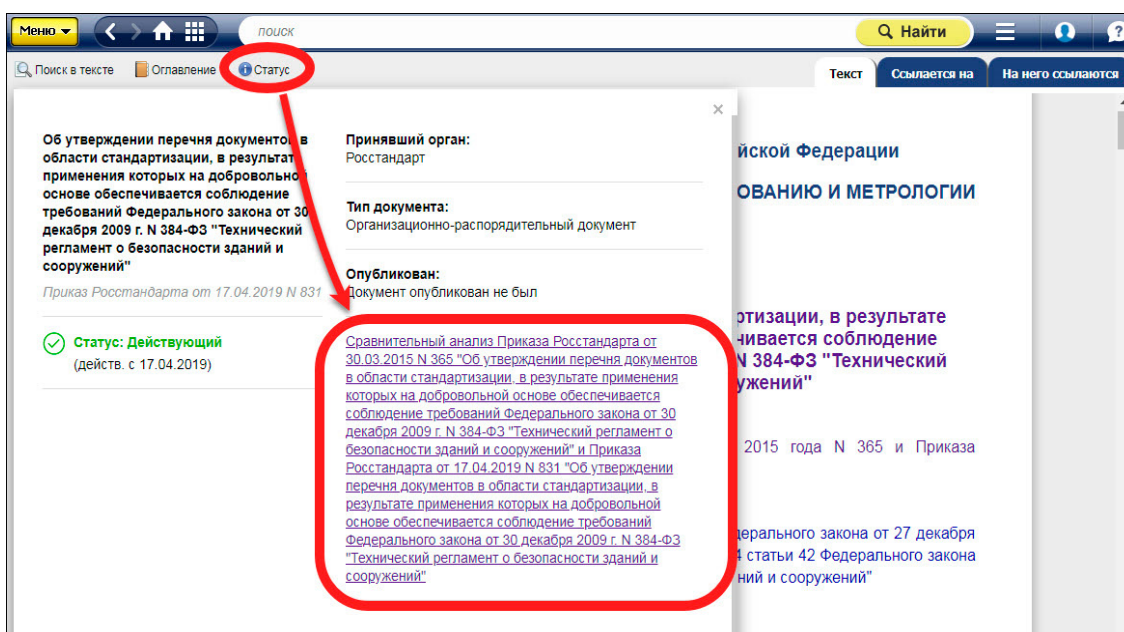 Меню
поиск
Найти
?
Поиск в тексте
Оглавление
Статус
Текст
Ссылается на
На него ссылаются
×
Об утверждении перечня документов в
области стандартизации, в результат
применения которых на добровольной
основе обеспечивается соблюдение
требований Федерального закона от 30
декабря 2009 г. N 384-ФЗ "Технический
регламент о безопасности зданий и
сооружений"
Приказ Росстандарта от 17.04.2019 N 831
Статус: Действующий
(действ. с 17.04.2019)
Принявший орган:
Росстандарт
Тип документа:
Организационно-распорядительный документ
Опубликован:
Документ опубликован не был
Сравнительный анализ Приказа Росстандарта от
30.03.2015 N 365 "Об утверждении перечня документов
в области стандартизации, в результате применения
которых на добровольной основе обеспечивается
соблюдение требований Федерального закона от 30
декабря 2009 г. N 384-ФЗ "Технический регламент о
безопасности зданий и сооружений" и Приказа
Росстандарта от 17.04.2019 N 831 "Об утверждении
перечня документов в области стандартизации, в
результате применения которых на добровольной
основе обеспечивается соблюдение требований
Федерального закона от 30 декабря 2009 г. N 384-ФЗ
"Технический регламент о безопасности зданий и
сооружений"
йской Федерации
ОВАНИЮ И МЕТРОЛОГИИ
ртизации, в результате
чивается соблюдение
N 384-ФЗ "Технический
ужений"
2015 года N 365 и Приказа
дерального закона от 27 декабря
4 статьи 42 Федерального закона
ний и сооружений"